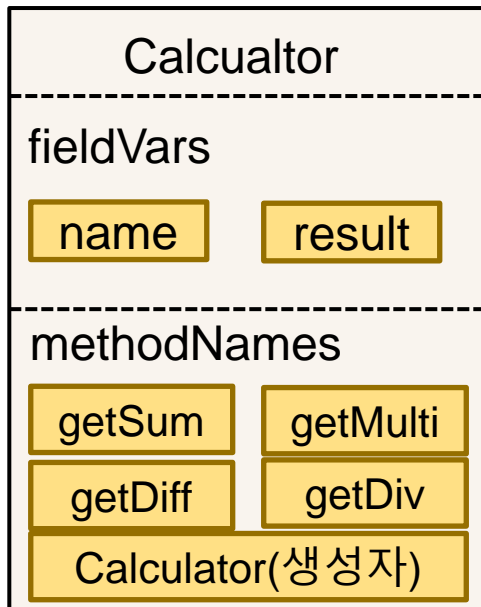 Calcualtor
fieldVars
name result
methodNames
getSum getMulti
getDiff getDiv
Calculator(생성자)